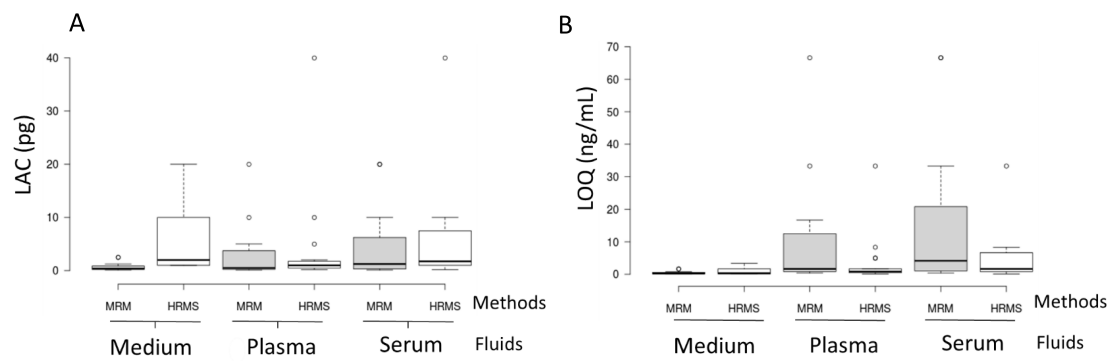 A
LAC (pg)
40
30
20
10
0
MRM HRMS MRM HRMS MRM HRMS Methods
Medium Plasma Serum Fluids
B
LOQ (ng/mL)
70
60
50
40
30
20
10
0
MRM HRMS MRM HRMS MRM HRMS Methods
Medium Plasma Serum Fluids